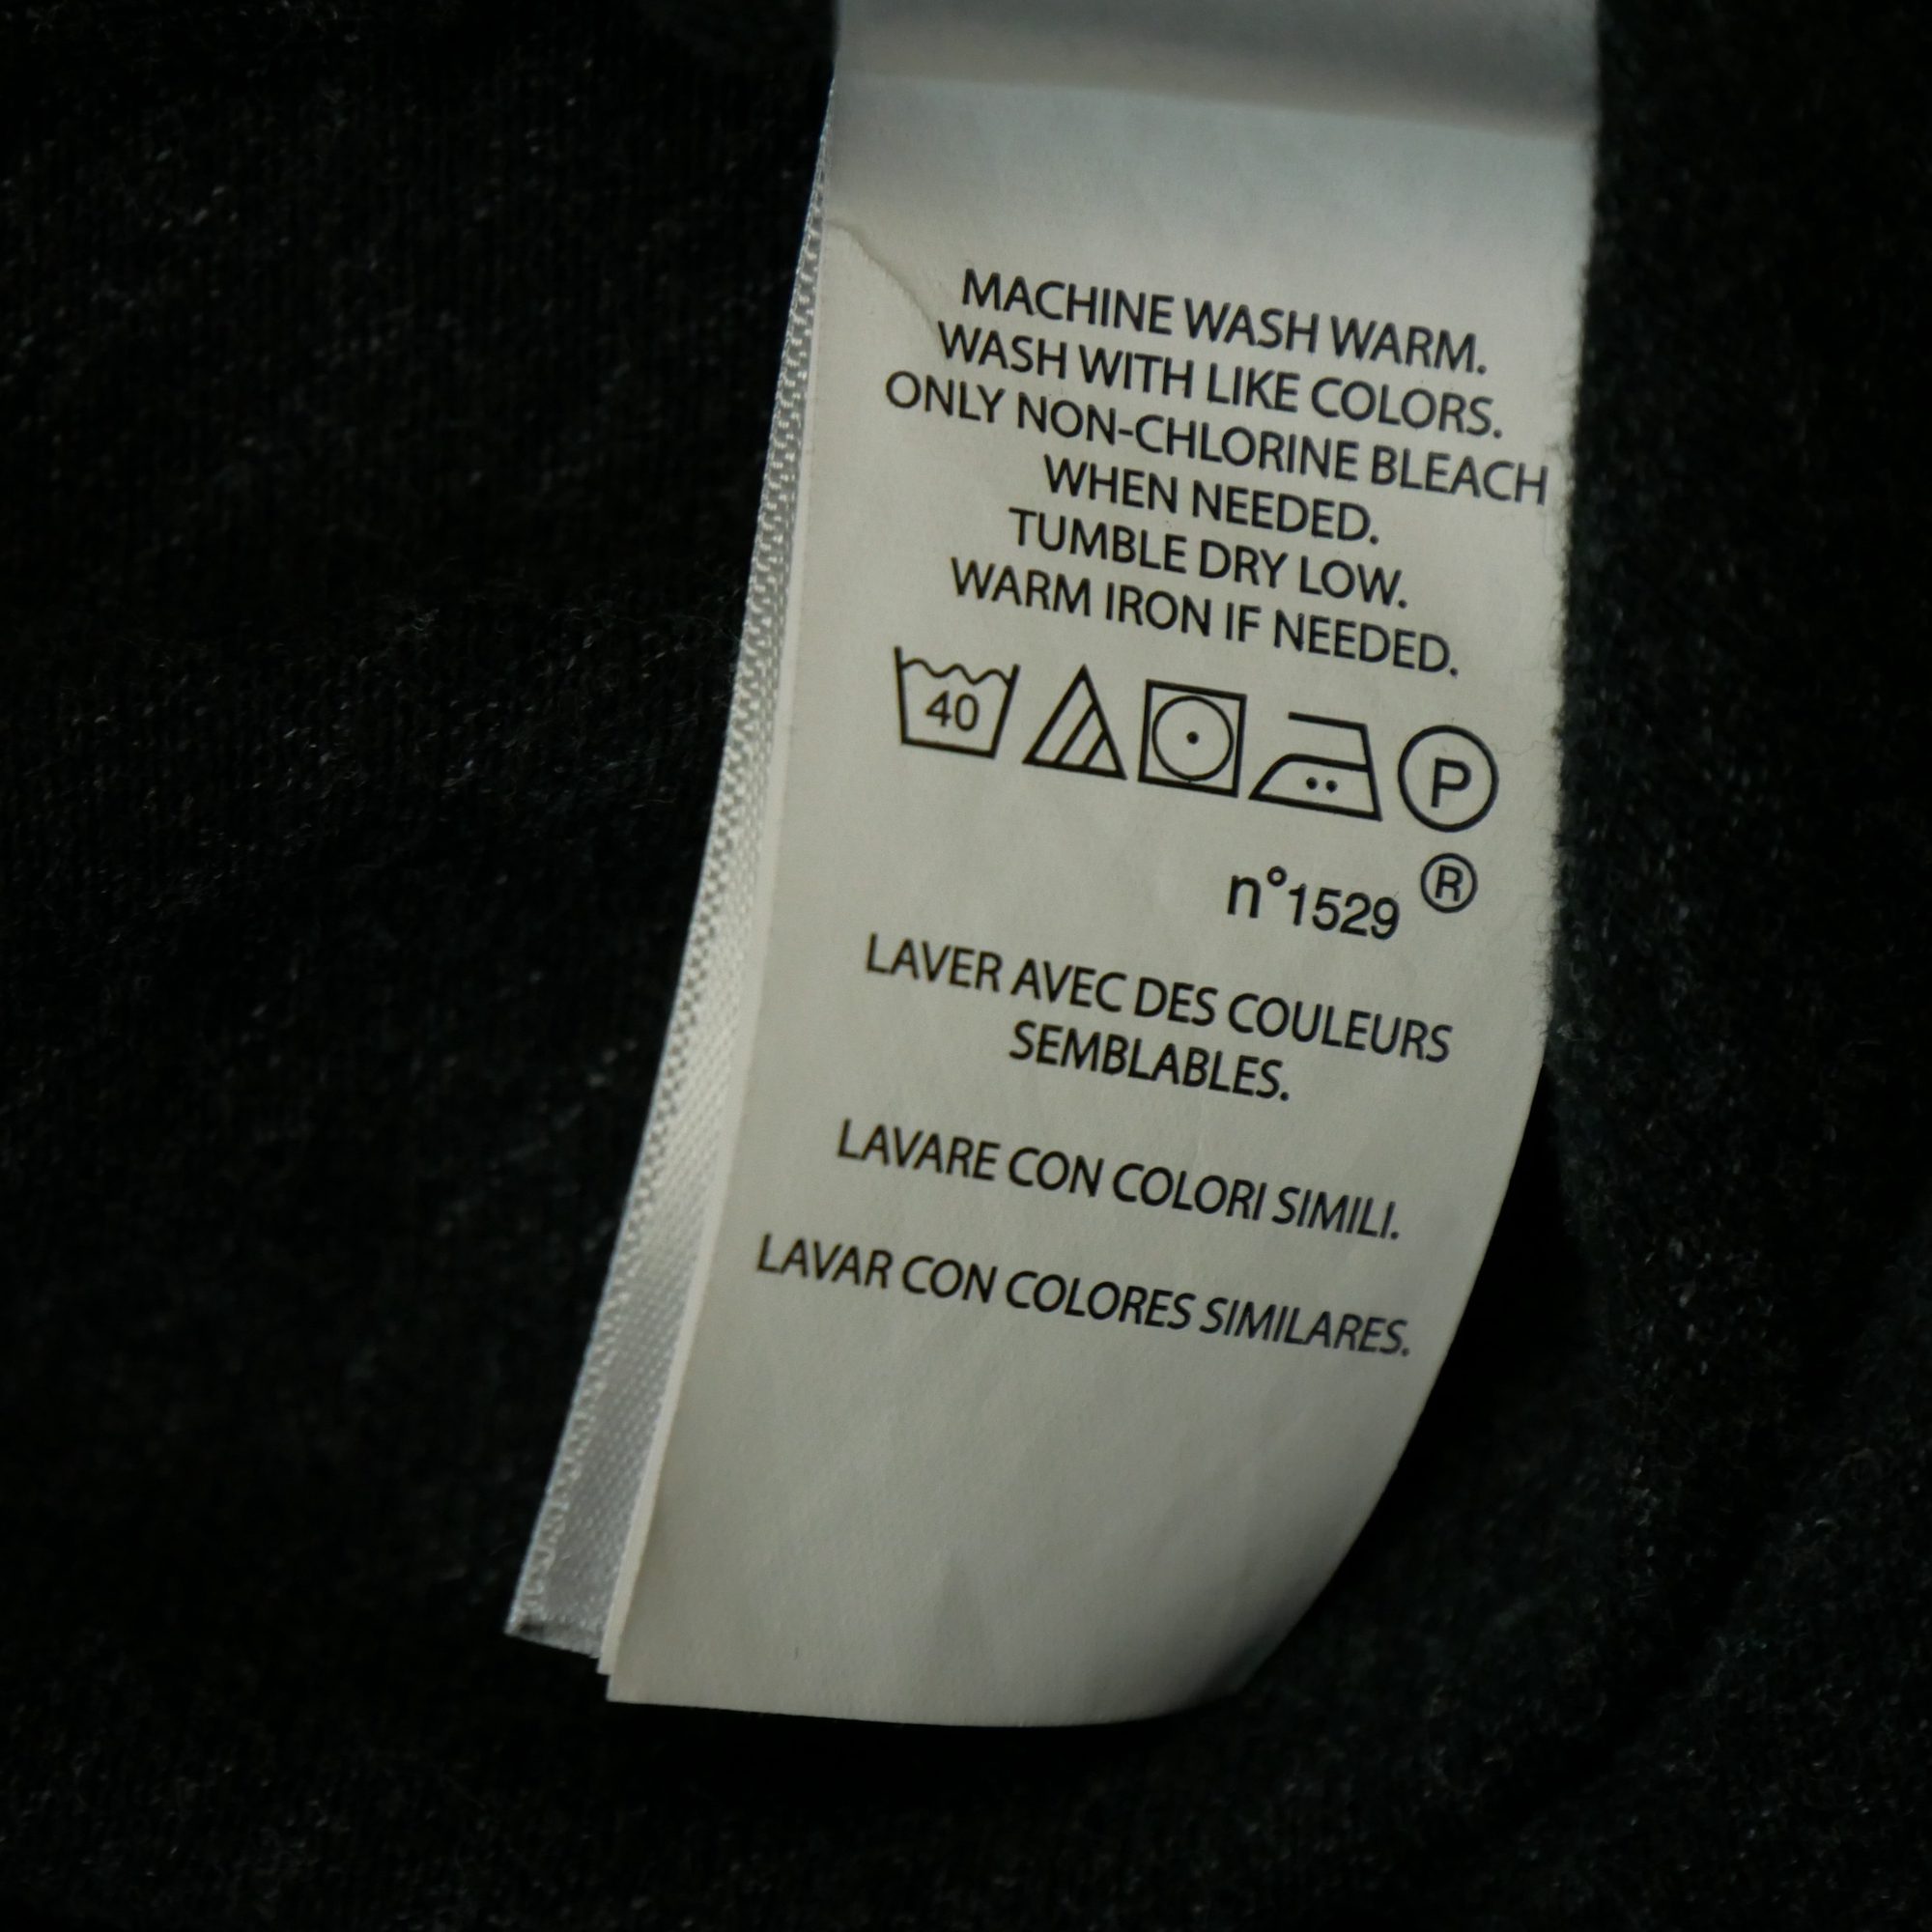 MACHINE WASH WARM.
WASH WITH LIKE COLORS.
ONLY NON-CHLORINE BLEACH
WHEN NEEDED.
TUMBLE DRY LOW.
WARM IRON IF NEEDED.
40 P
n°1529 ®
LAVER AVEC DES COULEURS
SEMBLABLES.
LAVARE CON COLORI SIMILI.
LAVAR CON COLORES SIMILARES.